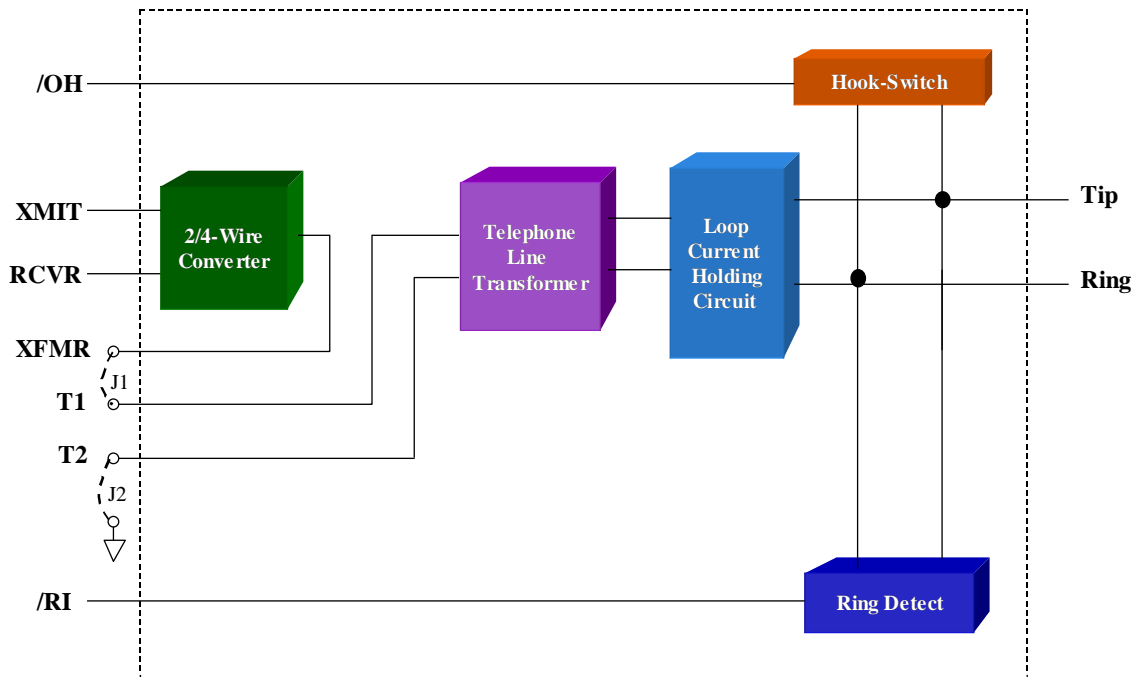 /OH
Hook-Switch
XMIT
2/4-Wire
Converter
Telephone
Line
Transformer
Loop
Current
Holding
Circuit
Tip
RCVR
Ring
XFMR
J1
T1
T2
J2
/RI
Ring Detect